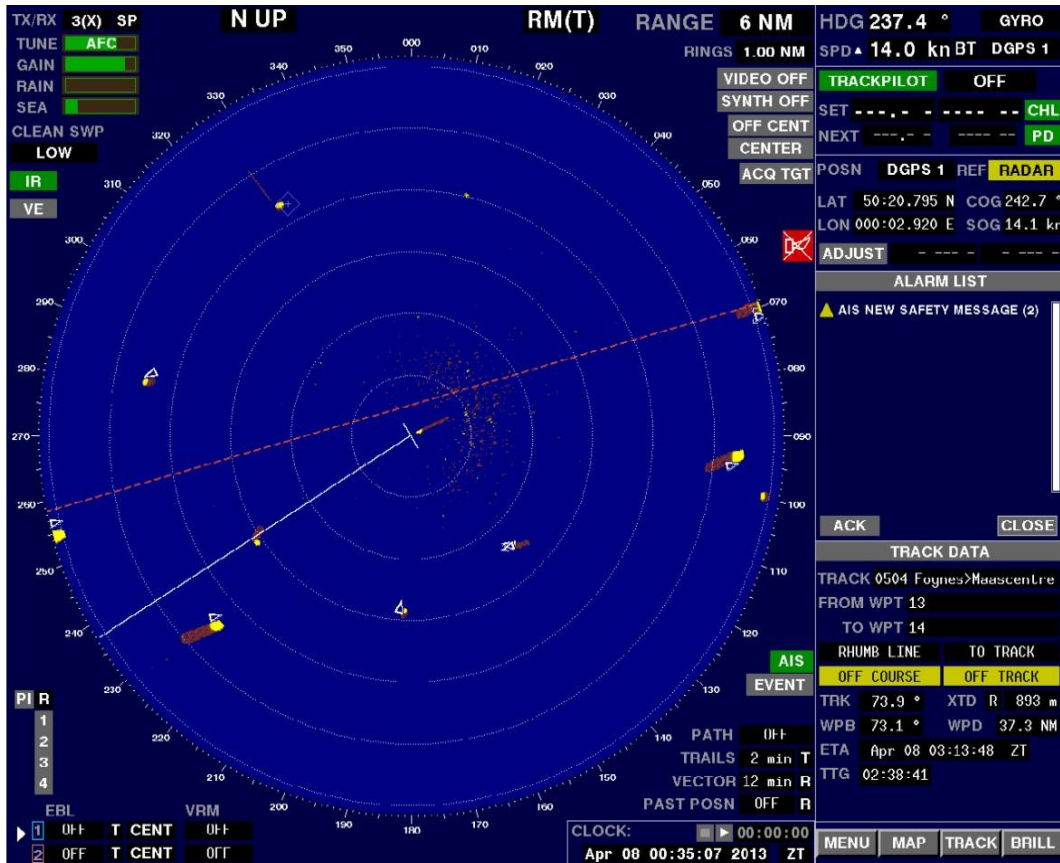 TX/RX 3(X) SP
TUNE AFC
GAIN
RAIN
SEA
CLEAN SWP
LOW
IR
VE
N UP
RM(T)
RANGE 6 NM
RINGS 1.00 NM
VIDEO OFF
SYNTH OFF
OFF CENT
CENTER
ACQ TGT
000
010
020
030
040
050
060
070
080
090
100
110
120
130
140
150
160
170
180
190
200
210
220
230
240
250
260
270
280
290
300
310
320
330
340
350
HDG 237.4 ° GYRO
SPD 14.0 kn BT DGPS 1
TRACKPILOT OFF
SET ---.- - ---- -- CHL
NEXT ---.- - ---- -- PD
POSN DGPS 1 REF RADAR
LAT 50:20.795 N COG 242.7 °
LON 000:02.920 E SOG 14.1 kn
ADJUST - --- - - --- -
ALARM LIST
AIS NEW SAFETY MESSAGE (2)
ACK CLOSE
TRACK DATA
TRACK 0504 Foynes>Maascentre
FROM WPT 13
TO WPT 14
RHUMB LINE TO TRACK
OFF COURSE OFF TRACK
TRK 73.9 ° XTD R 893 m
WPB 73.1 ° WPD 37.3 NM
ETA Apr 08 03:13:48 ZT
TTG 02:38:41
MENU MAP TRACK BRILL
AIS
EVENT
PATH OFF
TRAILS 2 min T
VECTOR 12 min R
PAST POSN OFF R
CLOCK: 00:00:00
Apr 08 00:35:07 2013 ZT
PI R
1
2
3
4
EBL VRM
1 OFF T CENT OFF
2 OFF T CENT OFF